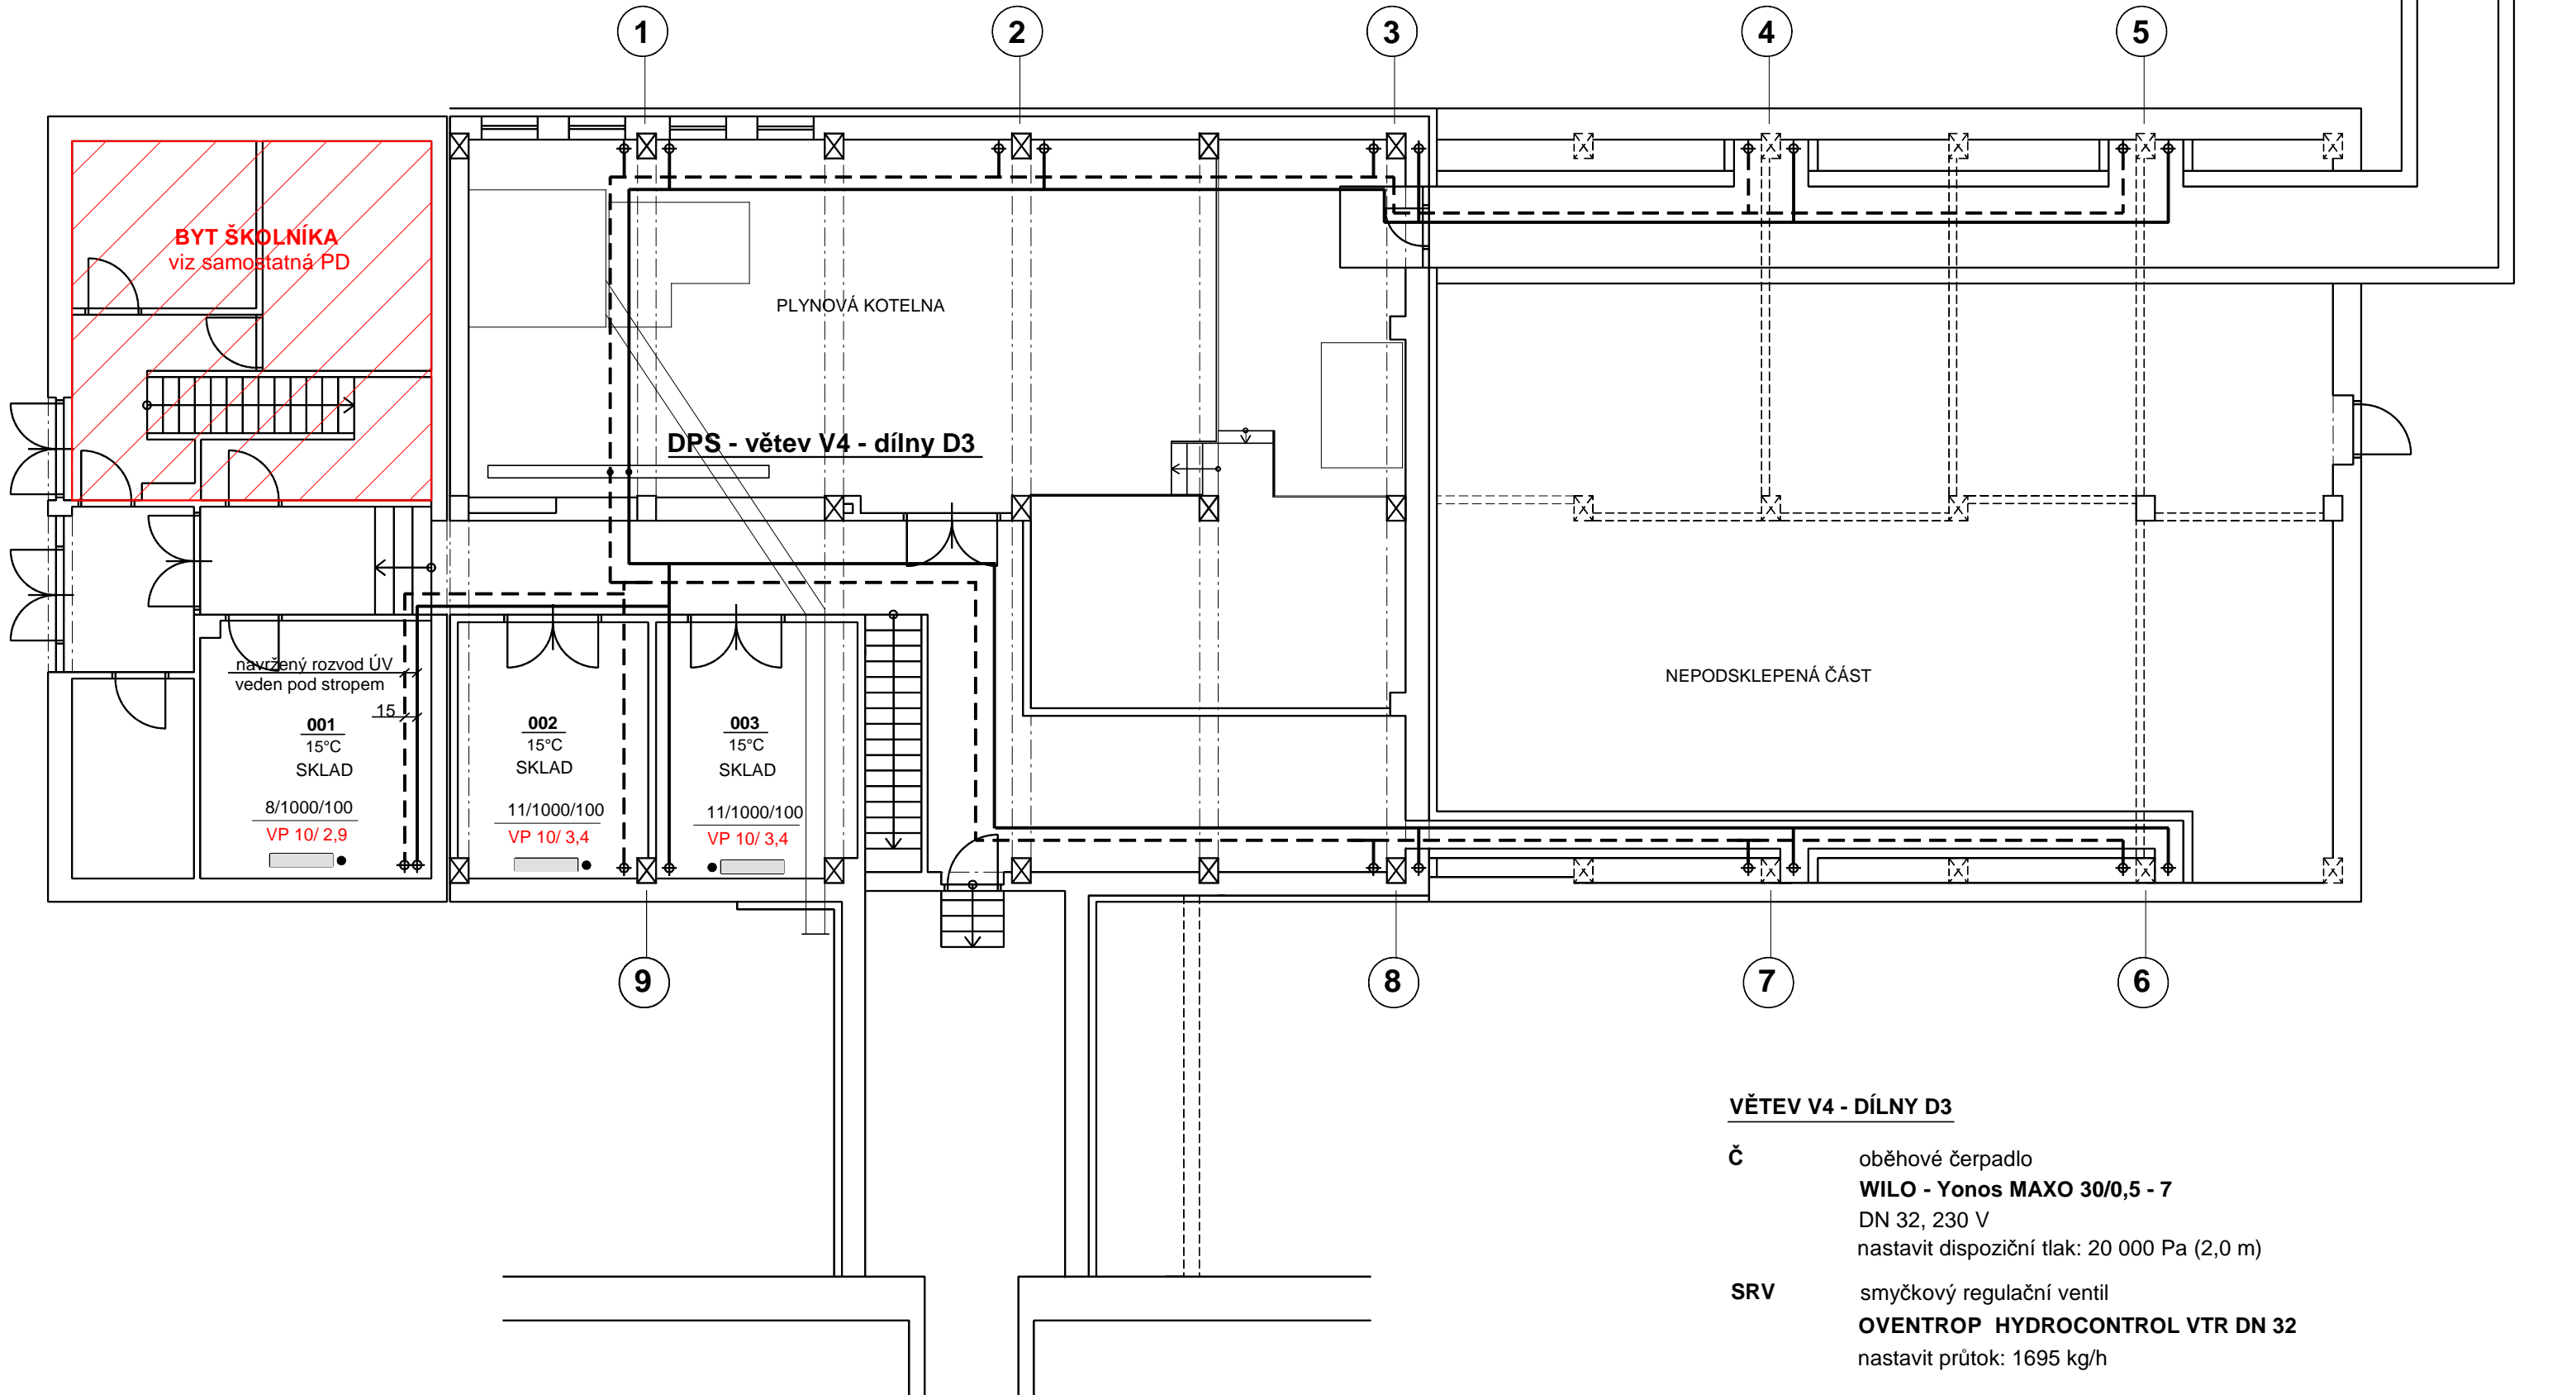 1
2
3
4
5
BYT ŠKOLNÍKA
viz samostatná PD
PLYNOVÁ KOTELNA
DPS - větev V4 - dílny D3
navržený rozvod ÚV
veden pod stropem
15
001
15°C
SKLAD
8/1000/100
VP 10/ 2,9
002
15°C
SKLAD
11/1000/100
VP 10/ 3,4
003
15°C
SKLAD
11/1000/100
VP 10/ 3,4
NEPODSKLEPENÁ ČÁST
9
8
7
6
VĚTEV V4 - DÍLNY D3
Č oběhové čerpadlo
WILO - Yonos MAXO 30/0,5 - 7
DN 32, 230 V
nastavit dispoziční tlak: 20 000 Pa (2,0 m)
SRV smyčkový regulační ventil
OVENTROP HYDROCONTROL VTR DN 32
nastavit průtok: 1695 kg/h